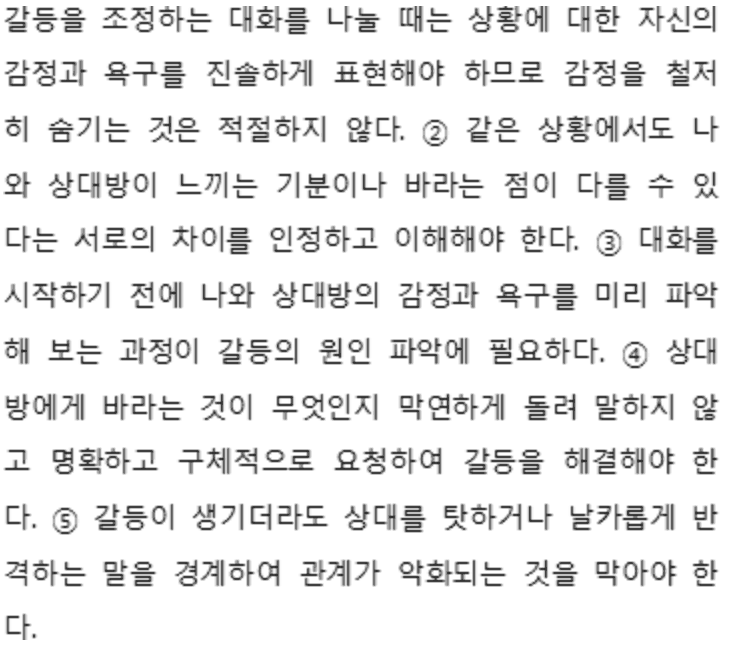 갈등을 조정하는 대화를 나눌 때는 상황에 대한 자신의
감정과 욕구를 진솔하게 표현해야 하므로 감정을 철저
히 숨기는 것은 적절하지 않다. ② 같은 상황에서도 나
와 상대방이 느끼는 기분이나 바라는 점이 다를 수 있
다는 서로의 차이를 인정하고 이해해야 한다. ③ 대화를
시작하기 전에 나와 상대방의 감정과 욕구를 미리 파악
해 보는 과정이 갈등의 원인 파악에 필요하다. ④ 상대
방에게 바라는 것이 무엇인지 막연하게 돌려 말하지 않
고 명확하고 구체적으로 요청하여 갈등을 해결해야 한
다. ⑤ 갈등이 생기더라도 상대를 탓하거나 날카롭게 반
격하는 말을 경계하여 관계가 악화되는 것을 막아야 한
다.